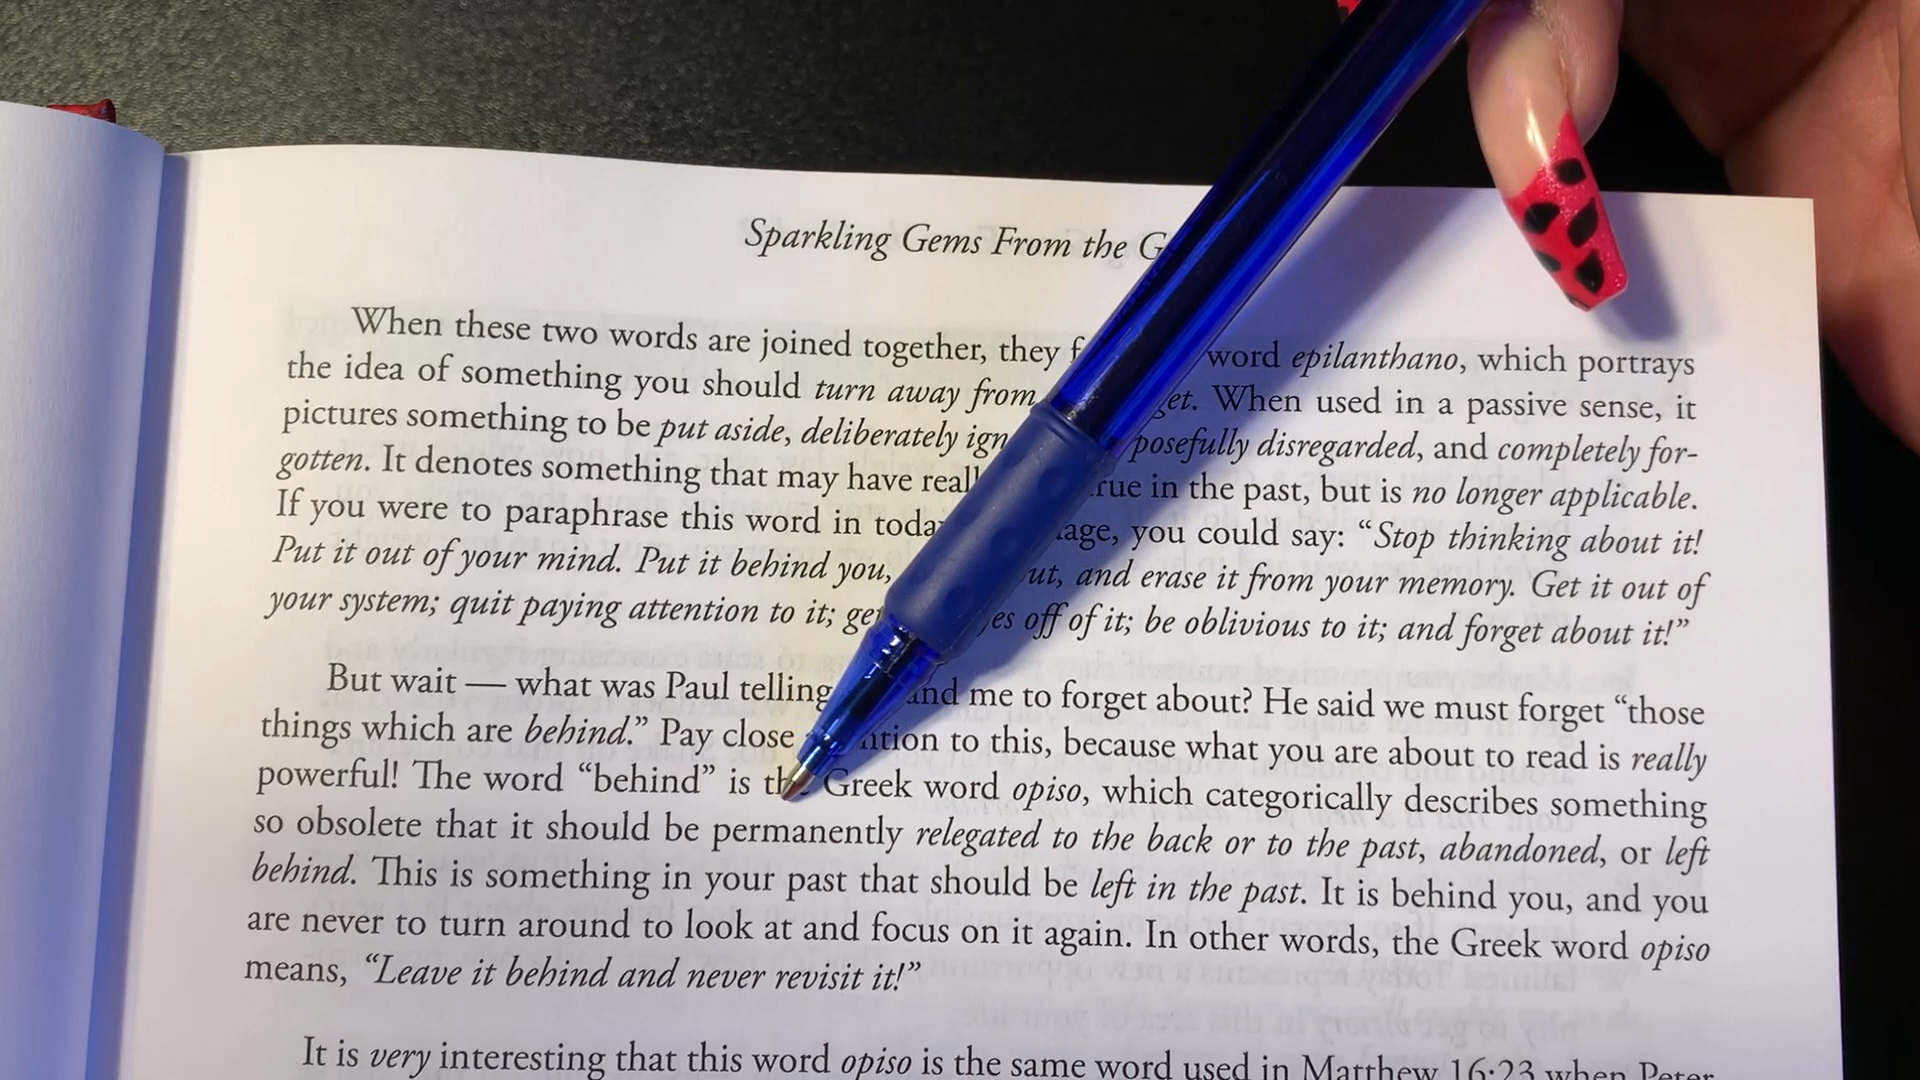 Sparkling Gems From the G
When these two words are joined together, they word epilanthano, which portrays
the idea of something you should turn away from When used in a passive sense, it
pictures something to be put aside, deliberately disregarded, and completely for-
gotten. It denotes something that may have in the past, but is no longer applicable.
If you were to paraphrase this word in you could say: “Stop thinking about it!
Put it out of your mind. Put it behind you, and erase it from your memory. Get it out of
your system; quit paying attention to it; off of it; be oblivious to it; and forget about it!”
But wait — what was Paul telling and me to forget about? He said we must forget “those
things which are behind.” Pay close to this, because what you are about to read is really
powerful! The word “behind” is the Greek word opiso, which categorically describes something
so obsolete that it should be permanently relegated to the back or to the past, abandoned, or left
behind. This is something in your past that should be left in the past. It is behind you, and you
are never to turn around to look at and focus on it again. In other words, the Greek word opiso
means, “Leave it behind and never revisit it!”
It is very interesting that this word opiso is the same word used in Matthew 16:23 when Peter